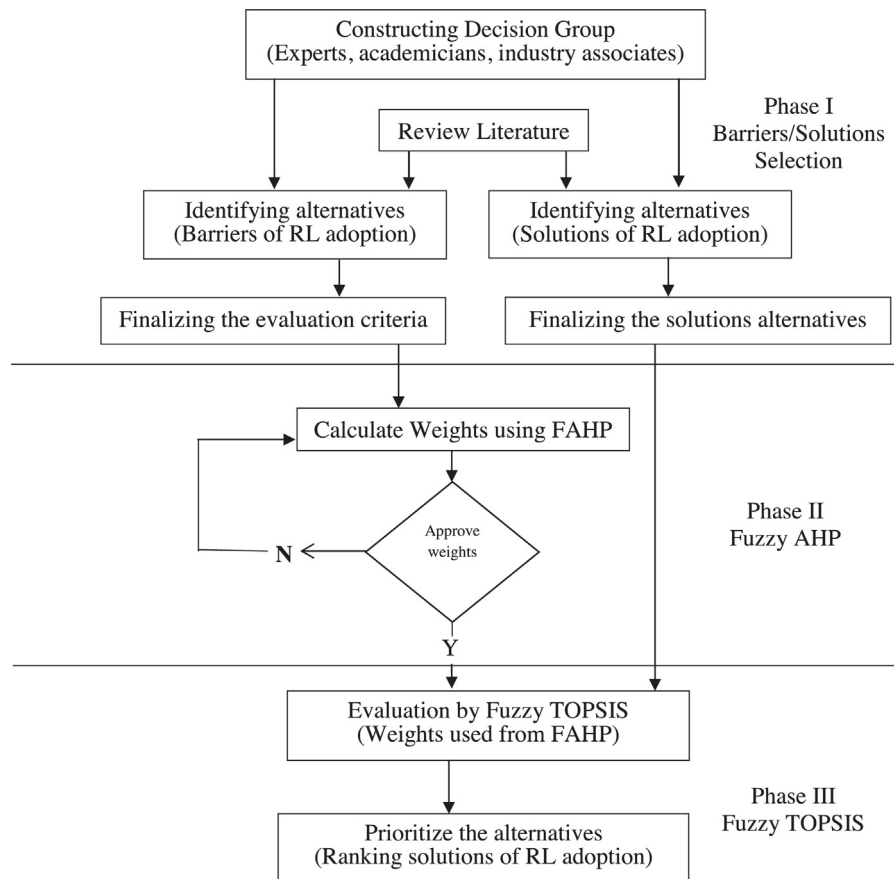 Constructing Decision Group
(Experts, academicians, industry associates)
Phase I
Barriers/Solutions
Selection
Review Literature
Identifying alternatives
(Barriers of RL adoption)
Identifying alternatives
(Solutions of RL adoption)
Finalizing the evaluation criteria
Finalizing the solutions alternatives
Calculate Weights using FAHP
Approve
weights
N
Y
Phase II
Fuzzy AHP
Evaluation by Fuzzy TOPSIS
(Weights used from FAHP)
Phase III
Fuzzy TOPSIS
Prioritize the alternatives
(Ranking solutions of RL adoption)